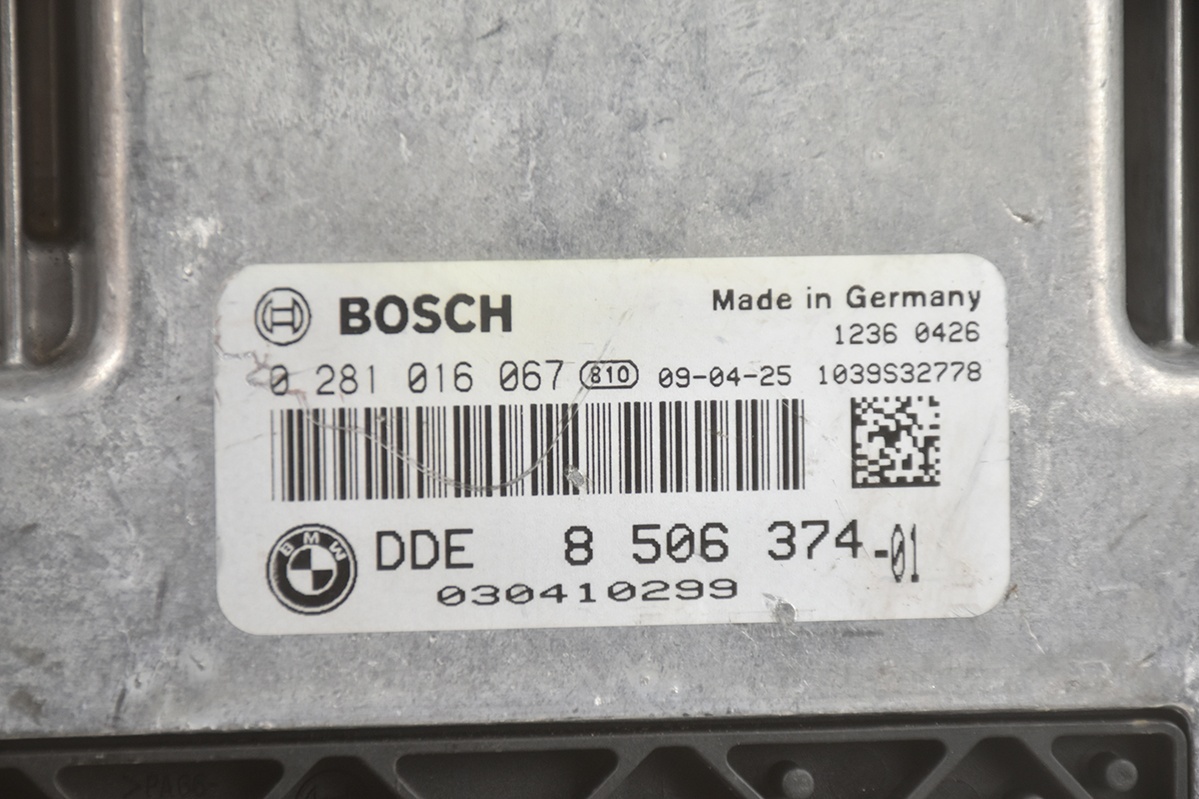 BOSCH
Made in Germany
1236 0426
0 281 016 067 810 09-04-25 1039S32778
BMW
DDE 8 506 374-01
030410299
>PA66-